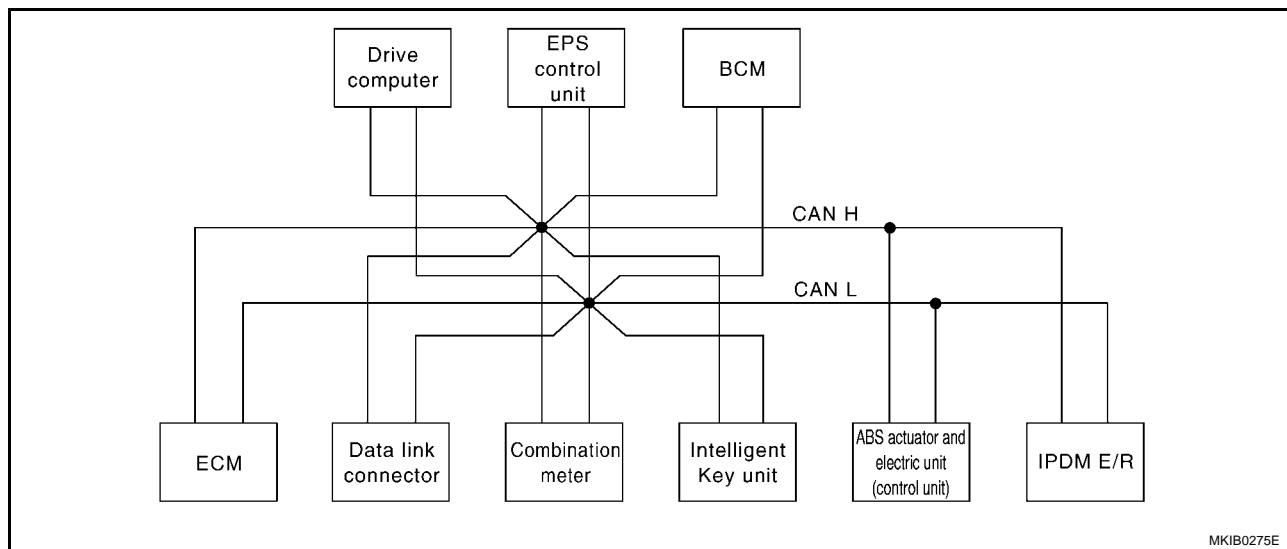 Drive
computer
EPS
control
unit
BCM
CAN H
CAN L
ECM
Data link
connector
Combination
meter
Intelligent
Key unit
ABS actuator and
electric unit
(control unit)
IPDM E/R
MKIB0275E